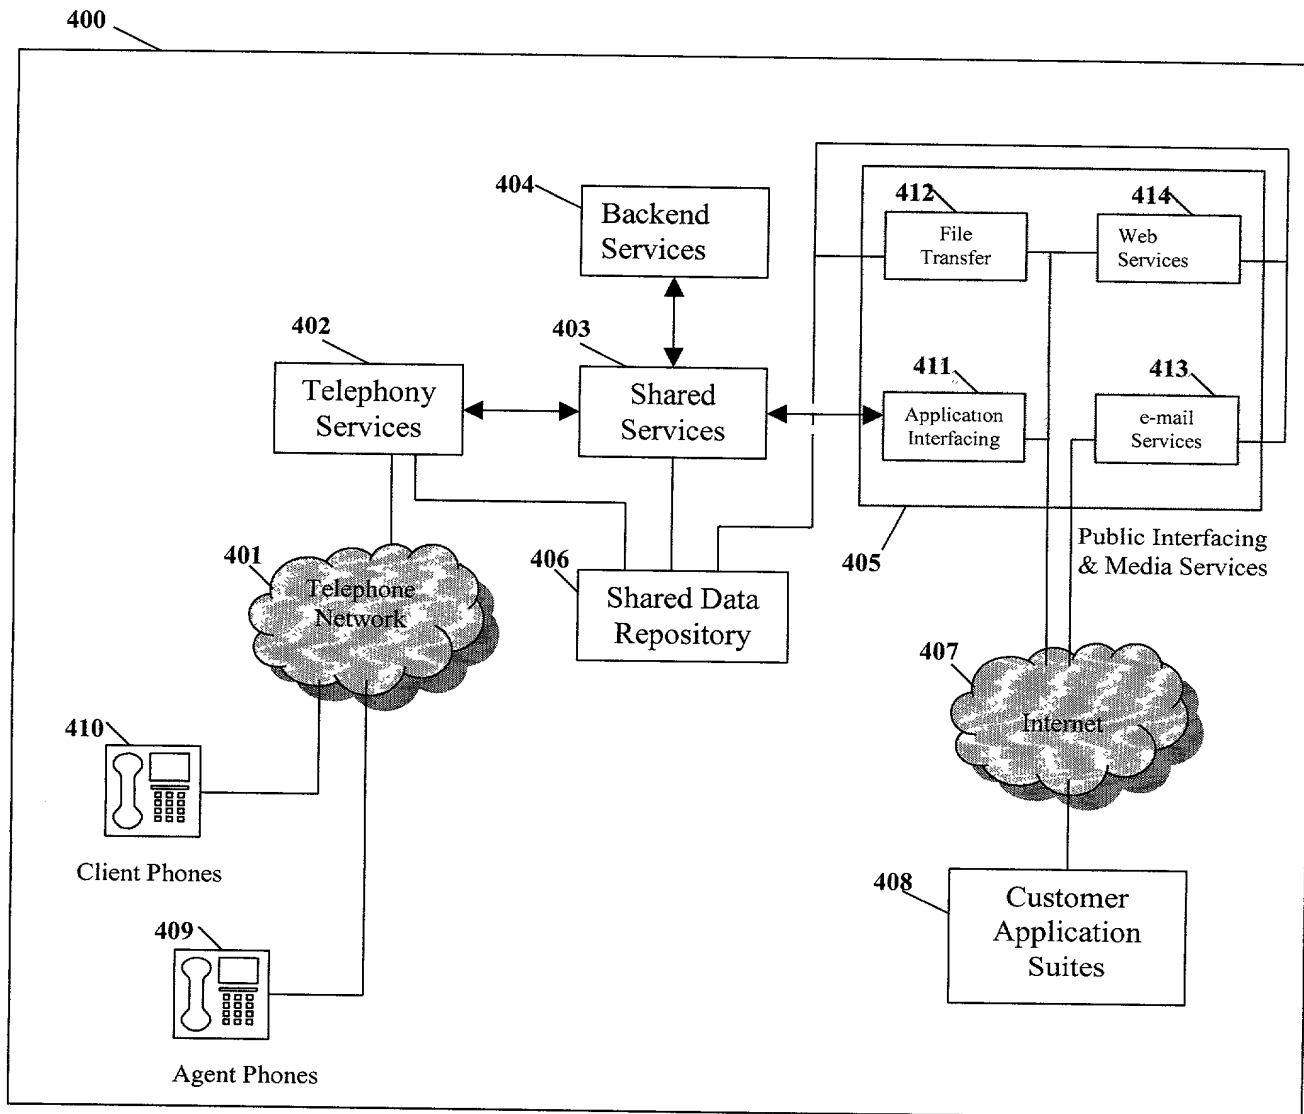 400
404
Backend
Services
412
File
Transfer
414
Web
Services
402
Telephony
Services
403
Shared
Services
411
Application
Interfacing
413
e-mail
Services
405
Public Interfacing
& Media Services
401
Telephone
Network
406
Shared Data
Repository
407
Internet
410
Client Phones
408
Customer
Application
Suites
409
Agent Phones